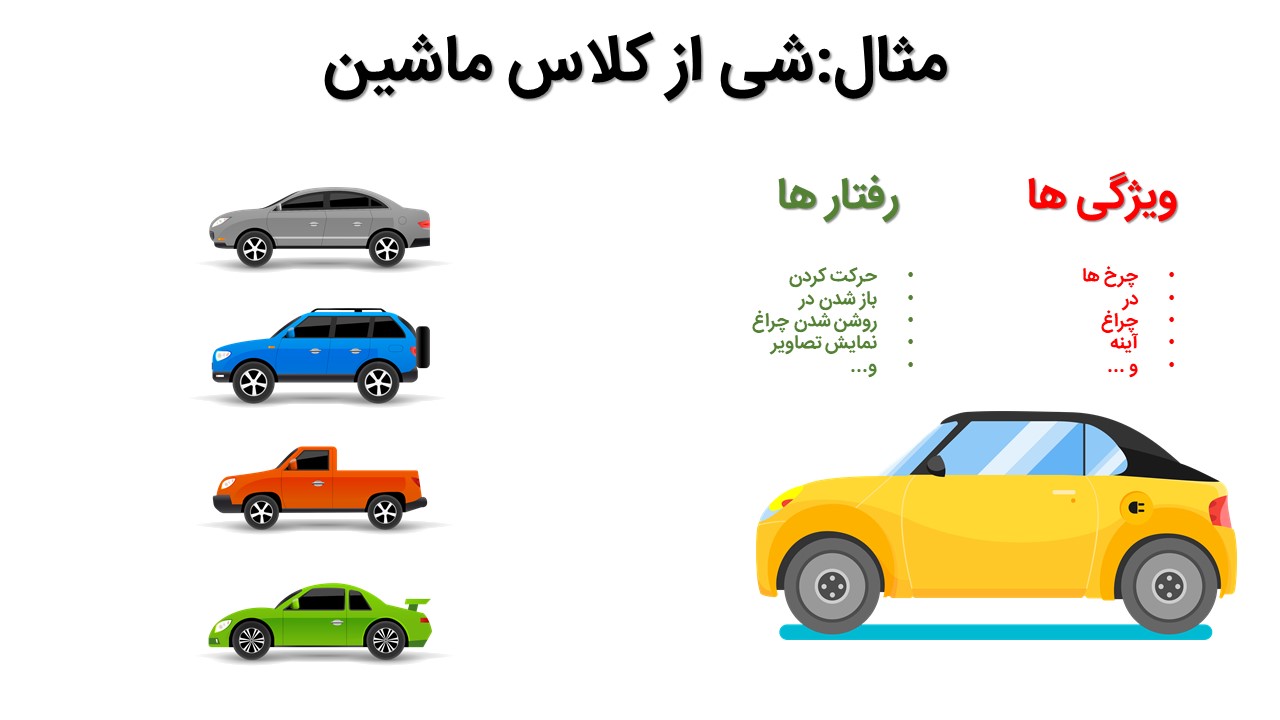 مثال:شی از کلاس ماشین
ویژگی ها
• چرخ ها
• در
• چراغ
• آینه
• و ...
رفتار ها
• حرکت کردن
• باز شدن در
• روشن شدن چراغ
• نمایش تصاویر
• و...